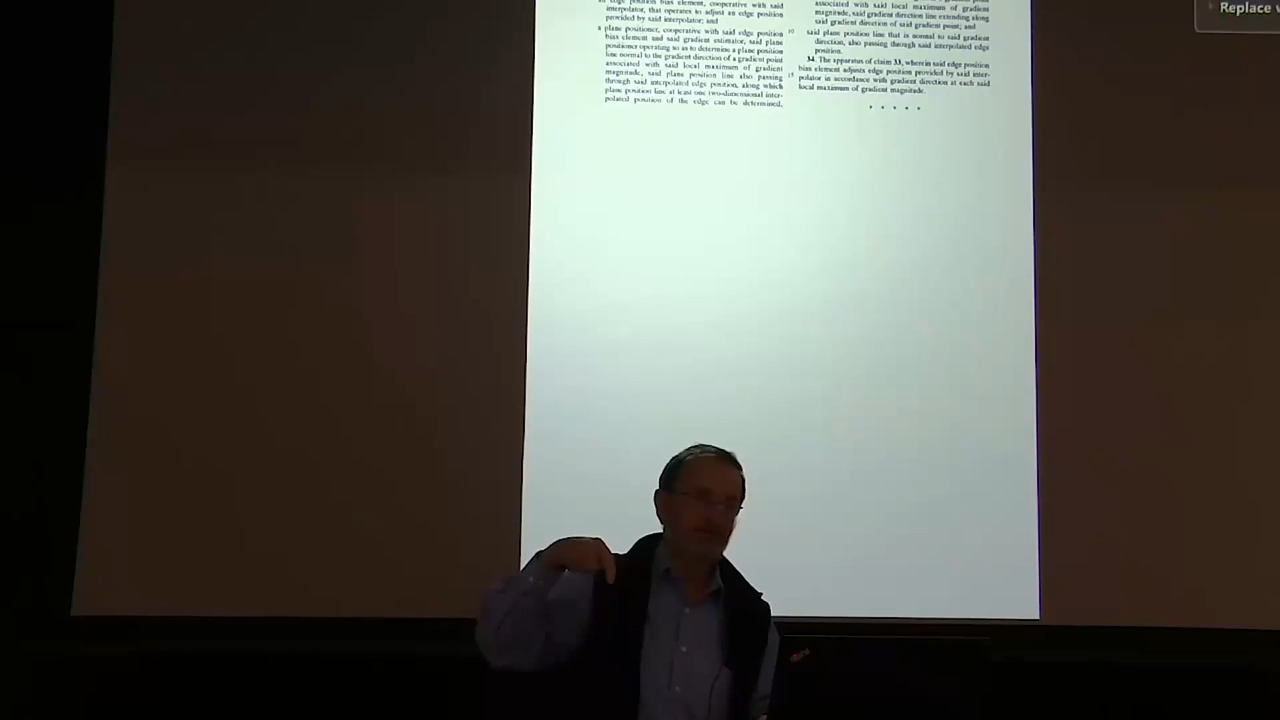 edge position bias element, cooperative with said
interpolator, that operates to adjust an edge position
provided by said interpolator; and
a plane positioner, cooperative with said edge position
bias element and said gradient estimator, said plane
positioner operating so as to determine a plane position
line normal to the gradient direction of a gradient point
associated with said local maximum of gradient
magnitude, said plane position line also passing
through said interpolated edge position, along which
plane position line at least one two-dimensional inter-
polated position of the edge can be determined,
10
15
associated with said local maximum of gradient
magnitude, said gradient direction line extending along
said gradient direction of said gradient point; and
said plane position line that is normal to said gradient
direction, also passing through said interpolated edge
position.
34. The apparatus of claim 33, wherein said edge position
bias element adjusts edge position provided by said inter-
polator in accordance with gradient direction at each said
local maximum of gradient magnitude.
* * * * *
Replace